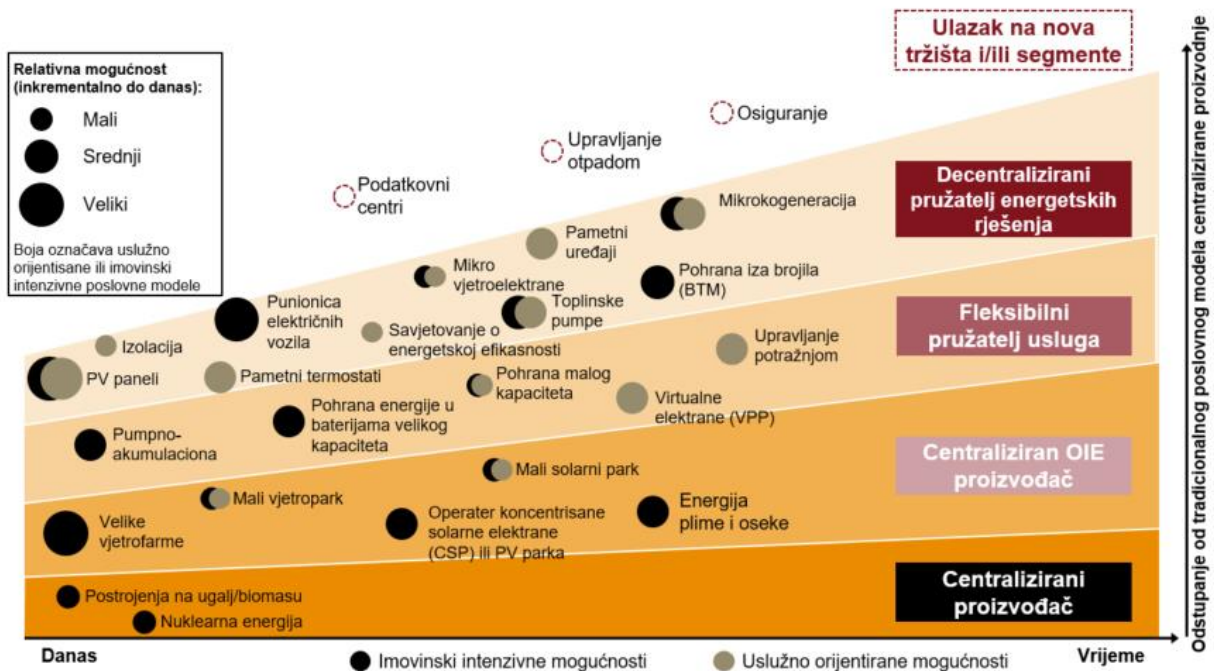 Relativna mogućnost
(inkrementalno do danas):
Mali
Srednji
Veliki
Boja označava uslužno
orijentisane ili imovinski
intenzivne poslovne modele
Ulazak na nova
tržišta i/ili segmente
Osiguranje
Upravljanje
otpadom
Podatkovni
centri
Decentralizirani
pružatelj energetskih
rješenja
Mikrokogeneracija
Pametni
uređaji
Mikro
vjetroelektrane
Pohrana iza brojila
(BTM)
Punionica
električnih
vozila
Toplinske
pumpe
Savjetovanje o
energetskoj efikasnosti
Izolacija
PV paneli
Pametni termostati
Fleksibilni
pružatelj usluga
Upravljanje
potražnjom
Pohrana malog
kapaciteta
Virtualne
elektrane (VPP)
Pohrana energije u
baterijama velikog
kapaciteta
Pumpno-
akumulaciona
Centraliziran OIE
proizvođač
Mali solarni park
Mali vjetropark
Energija
plime i oseke
Operater koncentrisane
solarne elektrane
(CSP) ili PV parka
Velike
vjetrofarme
Centralizirani
proizvođač
Postrojenja na ugalj/biomasu
Nuklearna energija
Odstupanje od tradicionalnog poslovnog modela centralizirane proizvodnje
Danas
Vrijeme
Imovinski intenzivne mogućnosti
Uslužno orijentirane mogućnosti